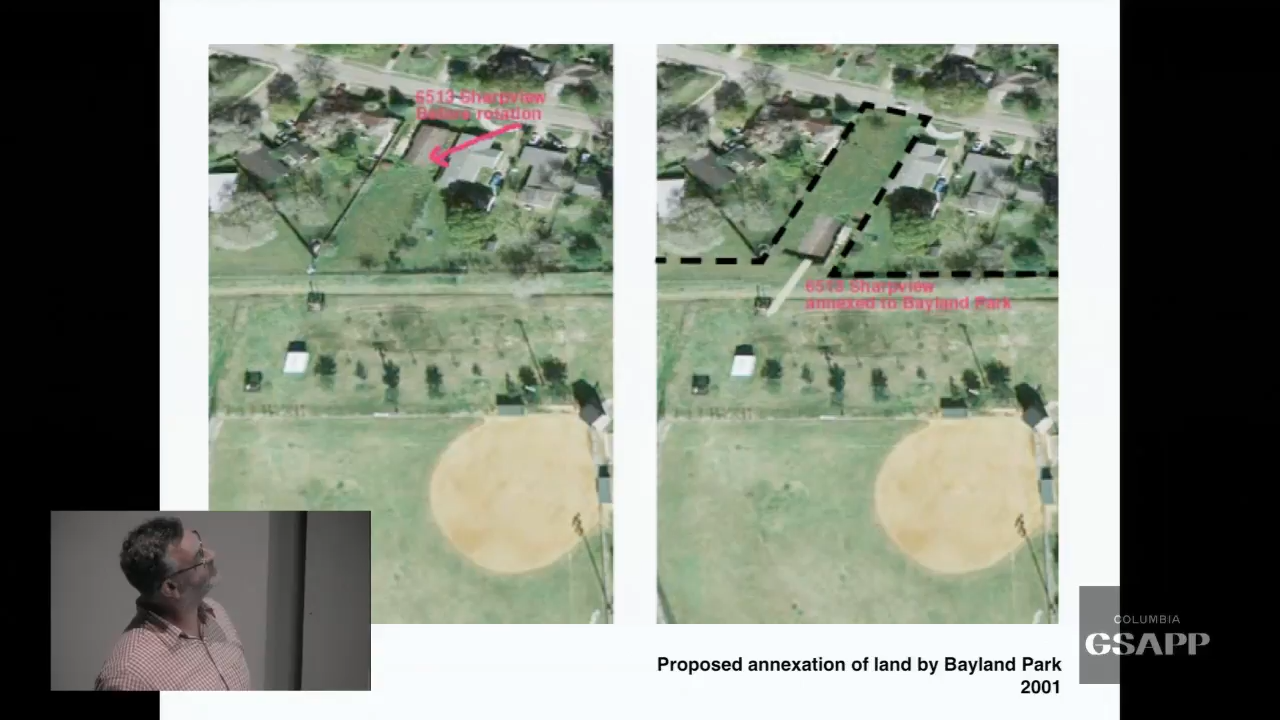 6513 Sharpview
Before rotation
6513 Sharpview
annexed to Bayland Park
COLUMBIA
GSAPP
Proposed annexation of land by Bayland Park
2001